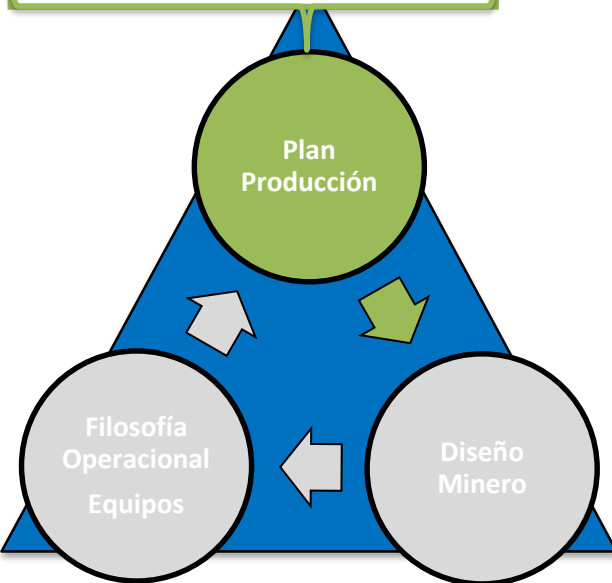 Plan
Producción
Filosofía
Operacional
Equipos
Diseño
Minero